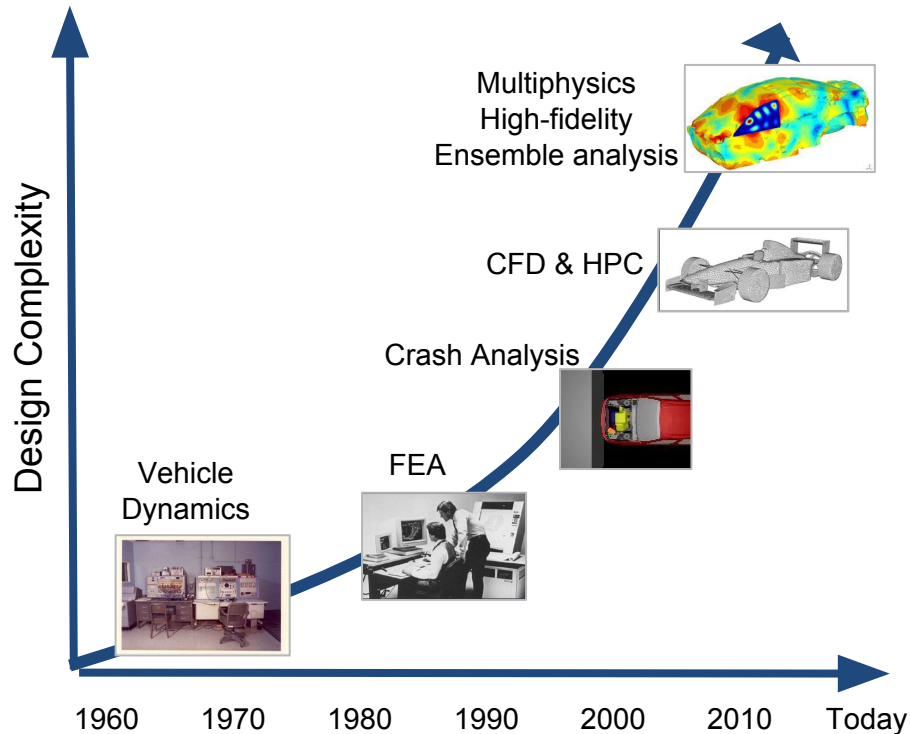 Multiphysics
High-fidelity
Ensemble analysis
CFD & HPC
Crash Analysis
FEA
Vehicle
Dynamics
Design Complexity
1960 1970 1980 1990 2000 2010 Today